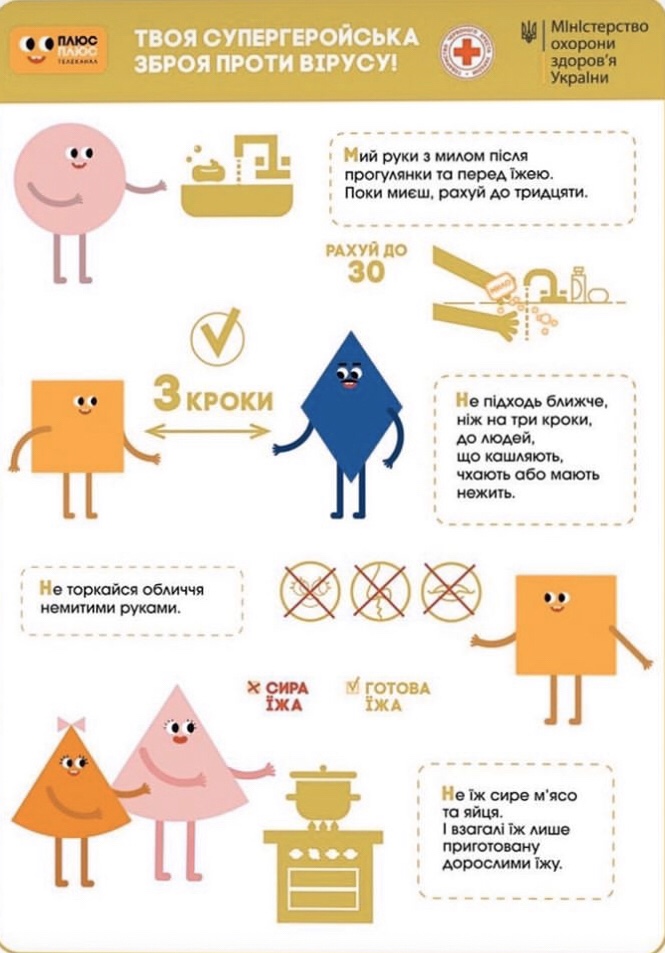 ПЛЮС
ПЛЮС
ТЕЛЕКАНАЛ
ТВОЯ СУПЕРГЕРОЙСЬКА
ЗБРОЯ ПРОТИ ВІРУСУ!
Міністерство
охорони
здоров'я
України
Мий руки з милом після
прогулянки та перед їжею.
Поки миєш, рахуй до тридцяти.
РАХУЙ ДО
30
МИЛО
3 КРОКИ
Не підходь ближче,
ніж на три кроки,
до людей,
що кашляють,
чхають або мають
нежить.
Не торкайся обличчя
немитими руками.
СИРА
ЇЖА
ГОТОВА
ЇЖА
Не їж сире м'ясо
та яйця.
І взагалі їж лише
приготовану
дорослими їжу.